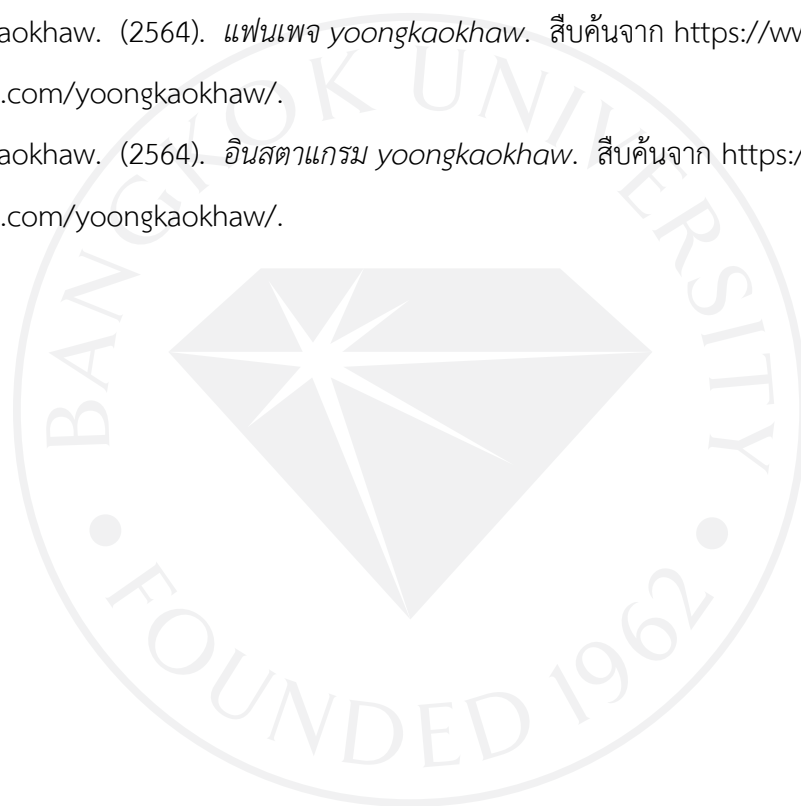 aokhaw. (2564). แฟนเพจ yoongkaokhaw. สืบค้นจาก https://w
.com/yoongkaokhaw/.
aokhaw. (2564). อินสตาแกรม yoongkaokhaw. สืบค้นจาก https:/
.com/yoongkaokhaw/.
BANGKOK UNIVERSITY
FOUNDED 1962